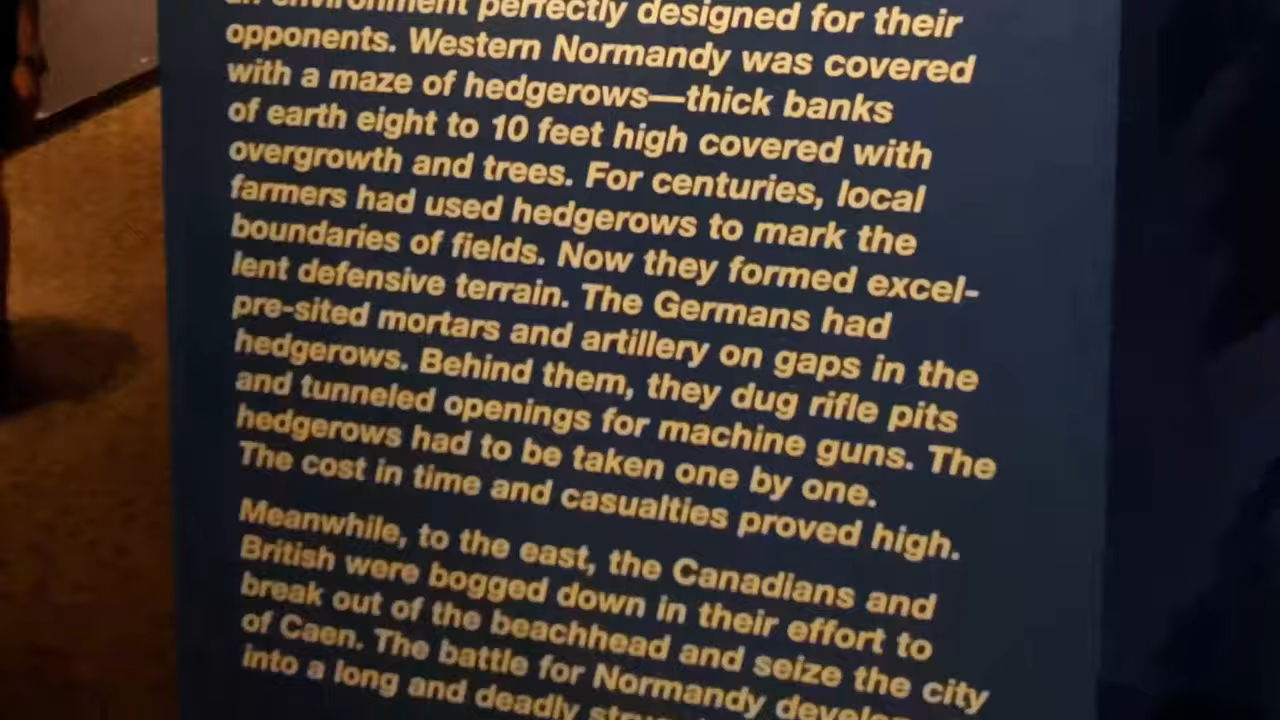 an environment perfectly designed for their
opponents. Western Normandy was covered
with a maze of hedgerows—thick banks
of earth eight to 10 feet high covered with
overgrowth and trees. For centuries, local
farmers had used hedgerows to mark the
boundaries of fields. Now they formed excel-
lent defensive terrain. The Germans had
pre-sited mortars and artillery on gaps in the
hedgerows. Behind them, they dug rifle pits
and tunneled openings for machine guns. The
hedgerows had to be taken one by one.
The cost in time and casualties proved high.
Meanwhile, to the east, the Canadians and
British were bogged down in their effort to
break out of the beachhead and seize the city
of Caen. The battle for Normandy
into a long and deadly